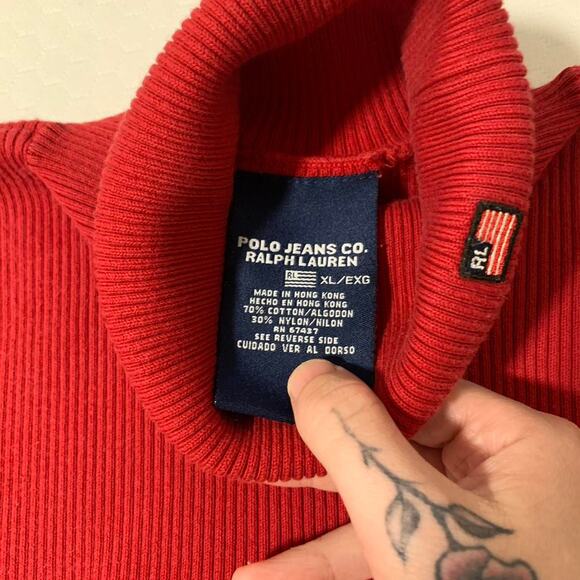 POLO JEANS CO.
RALPH LAUREN
RL XL/EXG
MADE IN HONG KONG
HECHO EN HONG KONG
70% COTTON/ALGODON
30% NYLON/NILON
RN 67437
SEE REVERSE SIDE
CUIDADO VER AL DORSO
RL